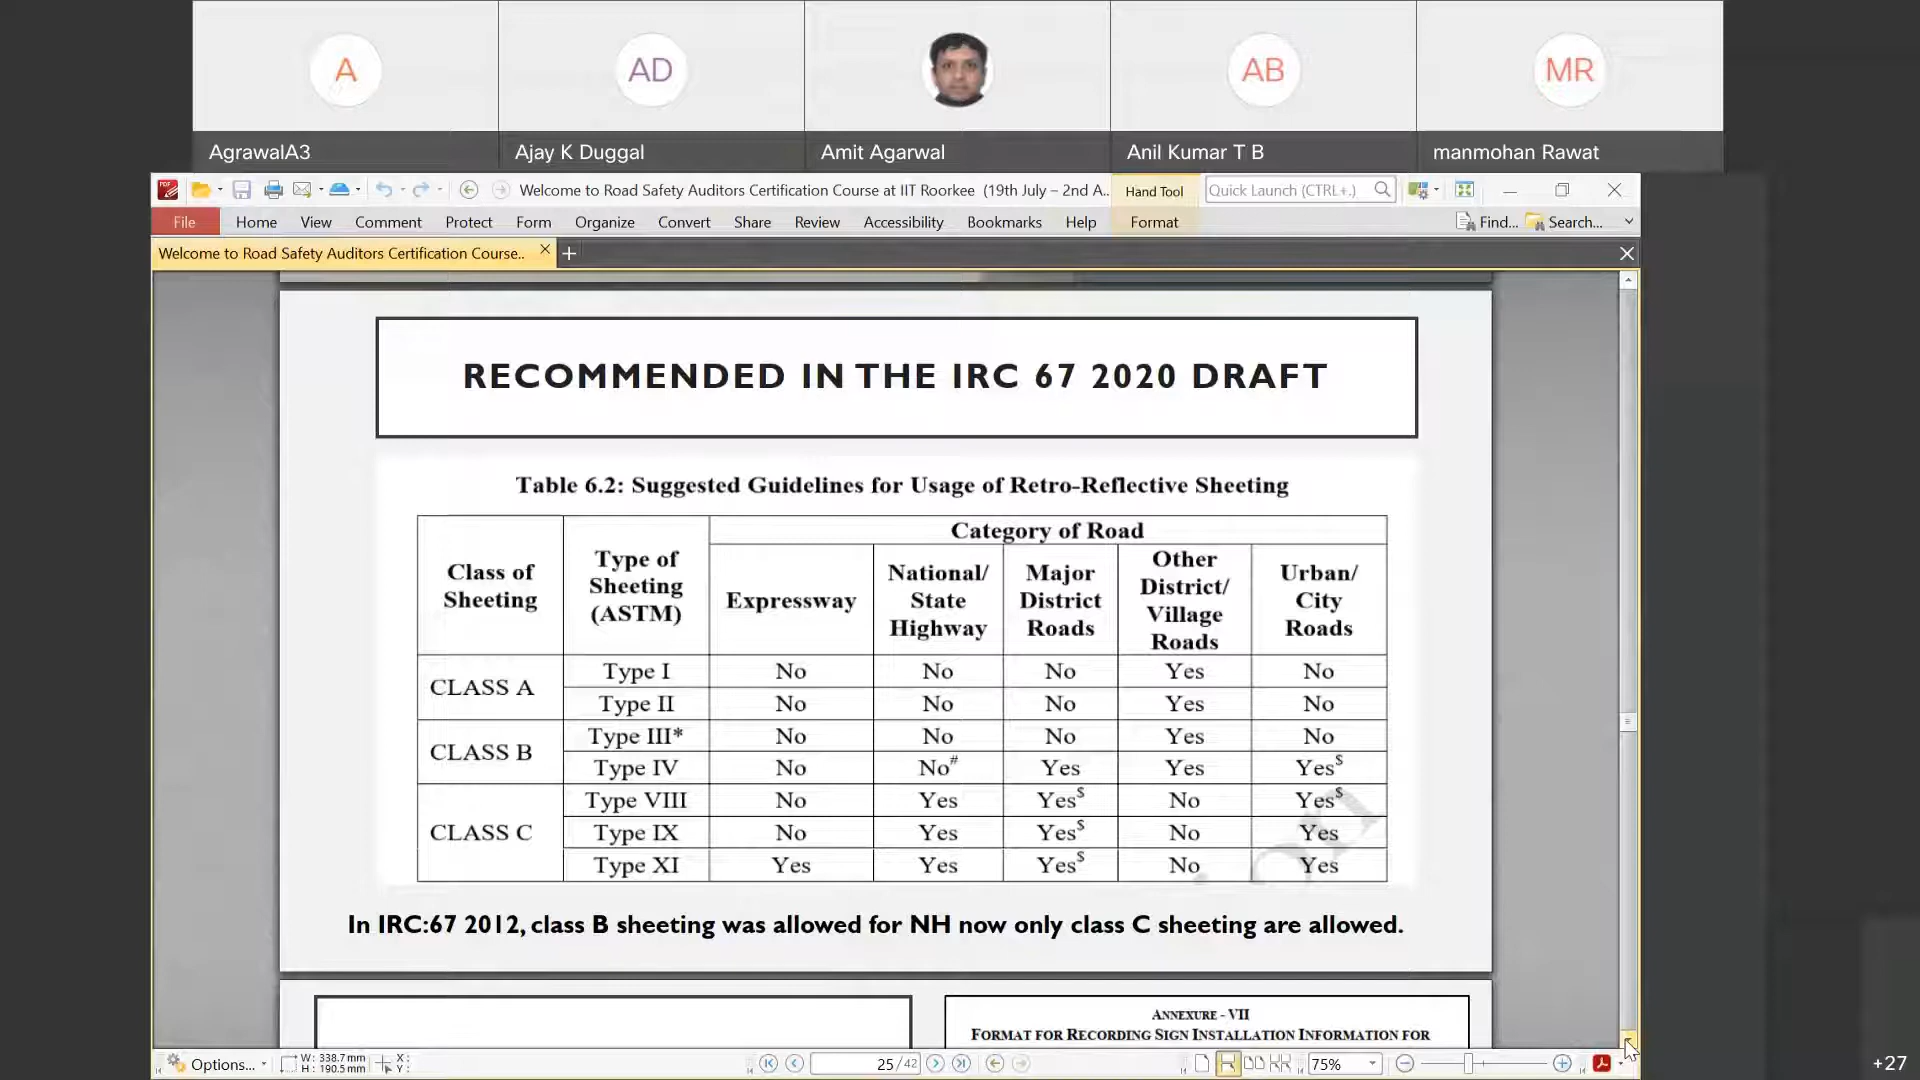 A
AD
AB
MR
AgrawalA3
Ajay K Duggal
Amit Agarwal
Anil Kumar T B
manmohan Rawat
Welcome to Road Safety Auditors Certification Course at IIT Roorkee (19th July – 2nd A...
Hand Tool
Quick Launch (CTRL+.)
File
Home
View
Comment
Protect
Form
Organize
Convert
Share
Review
Accessibility
Bookmarks
Help
Format
Find...
Search...
Welcome to Road Safety Auditors Certification Course..
RECOMMENDED IN THE IRC 67 2020 DRAFT
Table 6.2: Suggested Guidelines for Usage of Retro-Reflective Sheeting
Class of Sheeting
Type of Sheeting (ASTM)
Category of Road
Expressway
National/ State Highway
Major District Roads
Other District/ Village Roads
Urban/ City Roads
CLASS A
Type I No No No Yes No
Type II No No No Yes No
CLASS B
Type III* No No No Yes No
Type IV No No# Yes Yes Yes$
CLASS C
Type VIII No Yes Yes$ No Yes$
Type IX No Yes Yes$ No Yes
Type XI Yes Yes Yes$ No Yes
In IRC:67 2012, class B sheeting was allowed for NH now only class C sheeting are allowed.
ANNEXURE - VII
FORMAT FOR RECORDING SIGN INSTALLATION INFORMATION FOR
Options...
W: 338.7 mm
H: 190.5 mm
X:
Y:
25 / 42
75%
+27